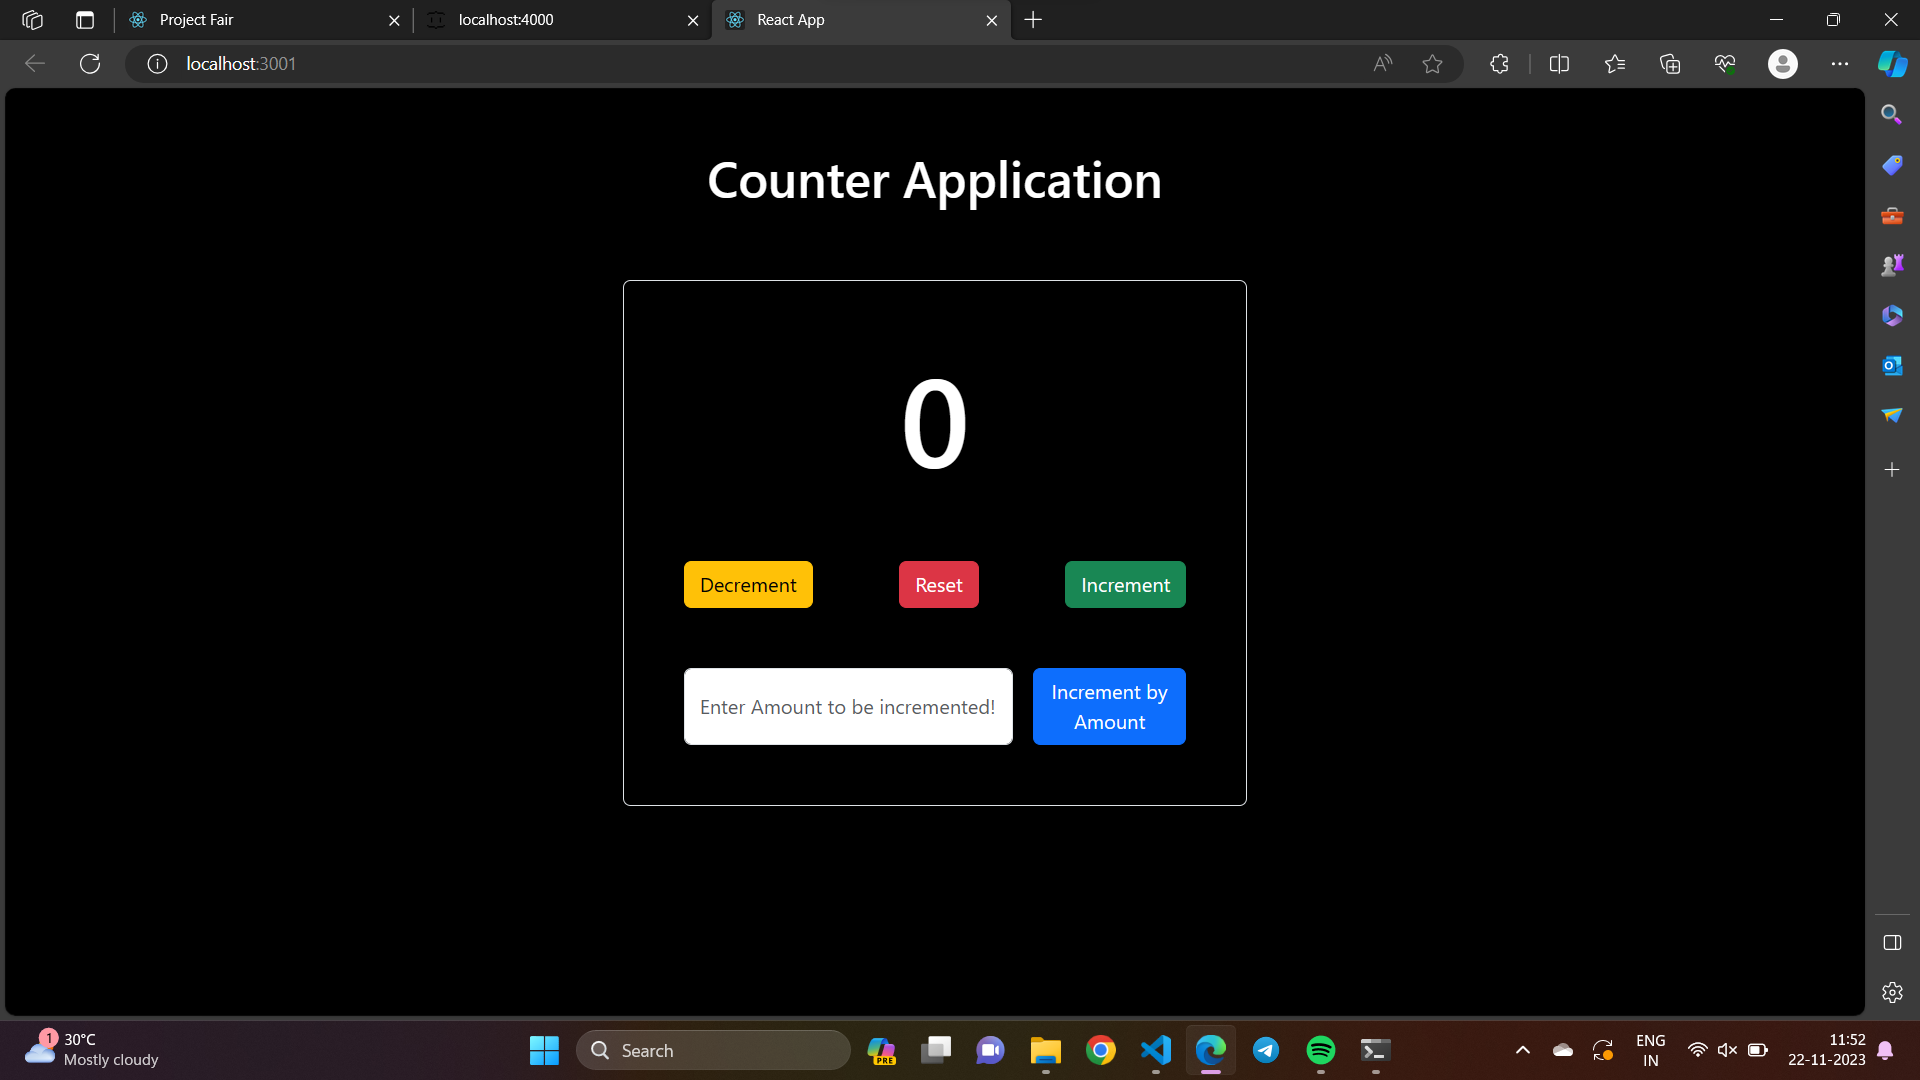 Project Fair
localhost:4000
React App
localhost:3001
Counter Application
0
Decrement
Reset
Increment
Enter Amount to be incremented!
Increment by
Amount
1
30°C
Mostly cloudy
Search
PRE
ENG
IN
11:52
22-11-2023